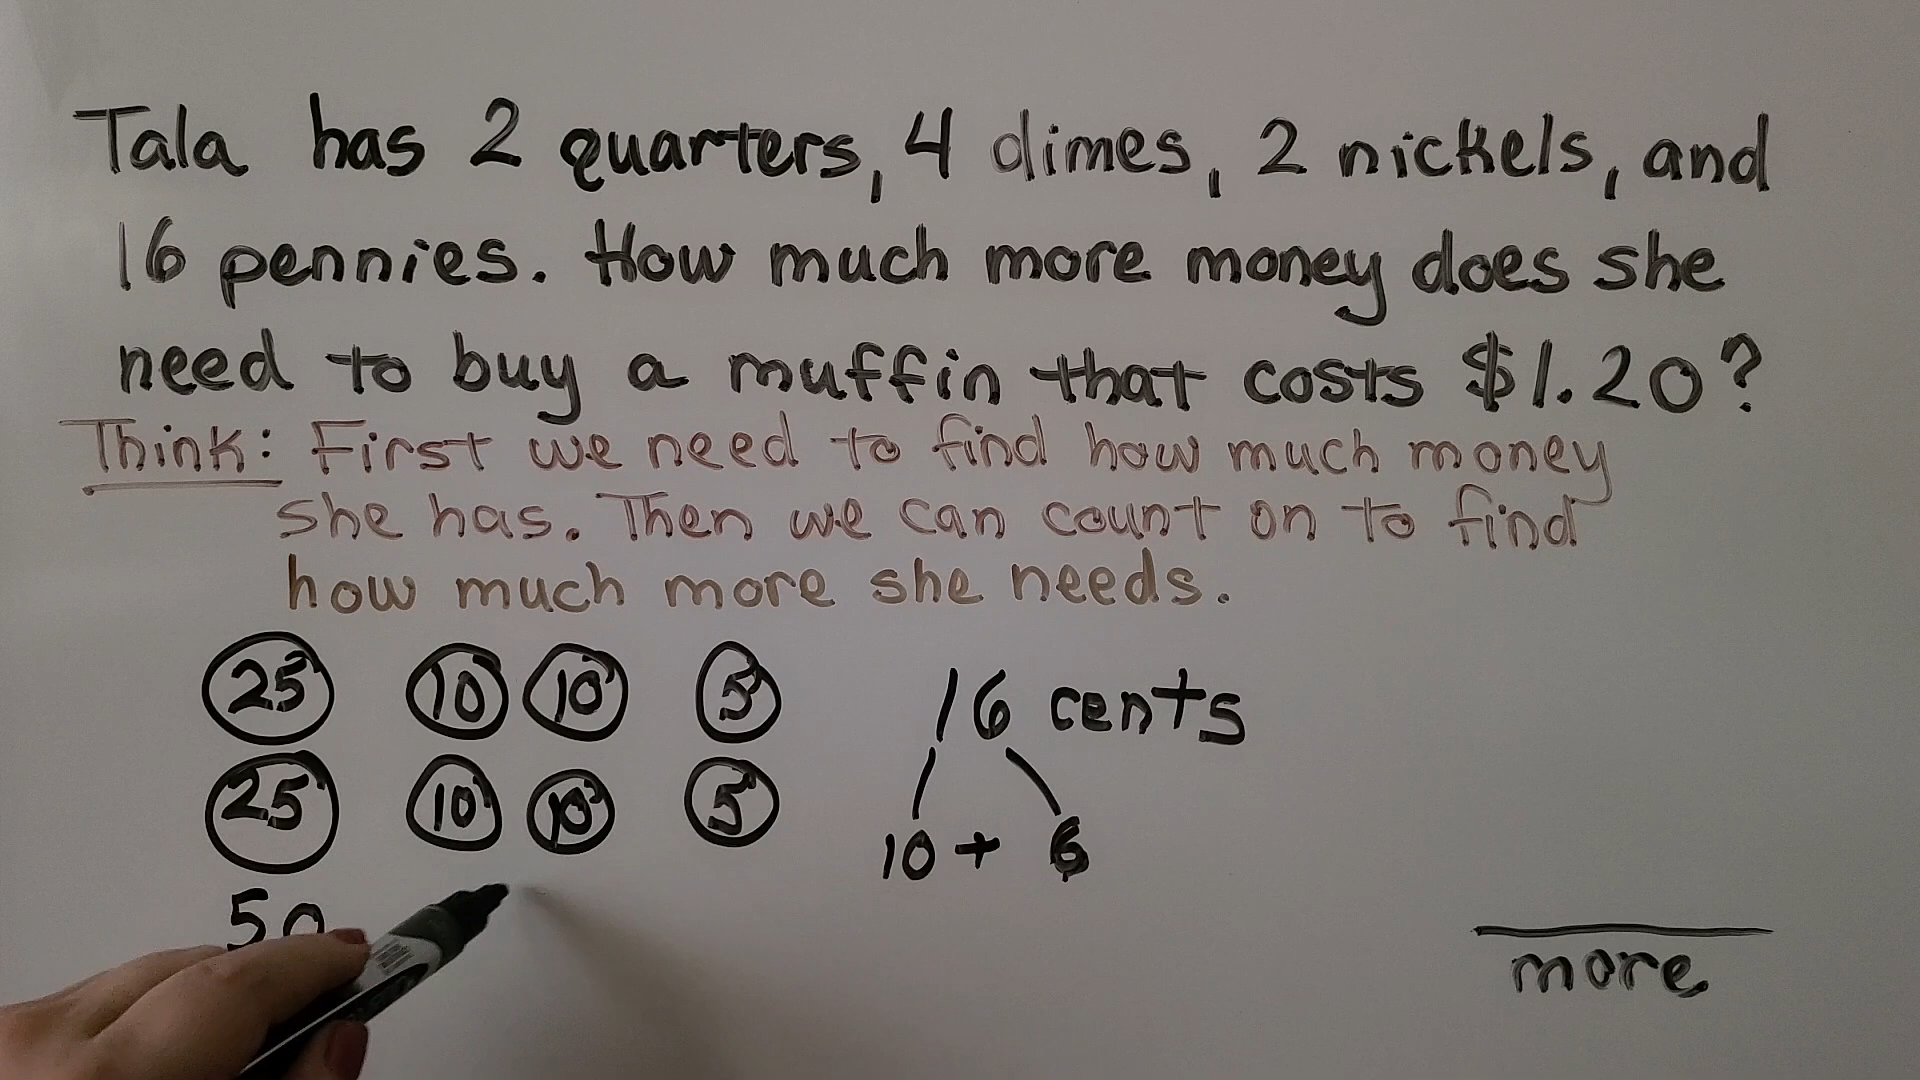 Tala has 2 quarters, 4 dimes, 2 nickels, and
16 pennies. How much more money does she
need to buy a muffin that costs $1.20?
Think: First we need to find how much money
she has. Then we can count on to find
how much more she needs.
25 10 10 5 16 cents
25 10 10 5 10 + 6
50
more